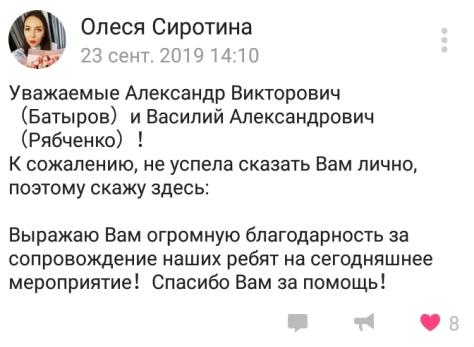 Олеся Сиротина
23 сент. 2019 14:10
Уважаемые Александр Викторович
(Батыров) и Василий Александрович
(Рябченко) !
К сожалению, не успела сказать Вам лично,
поэтому скажу здесь:
Выражаю Вам огромную благодарность за
сопровождение наших ребят на сегодняшнее
мероприятие! Спасибо Вам за помощь!
8